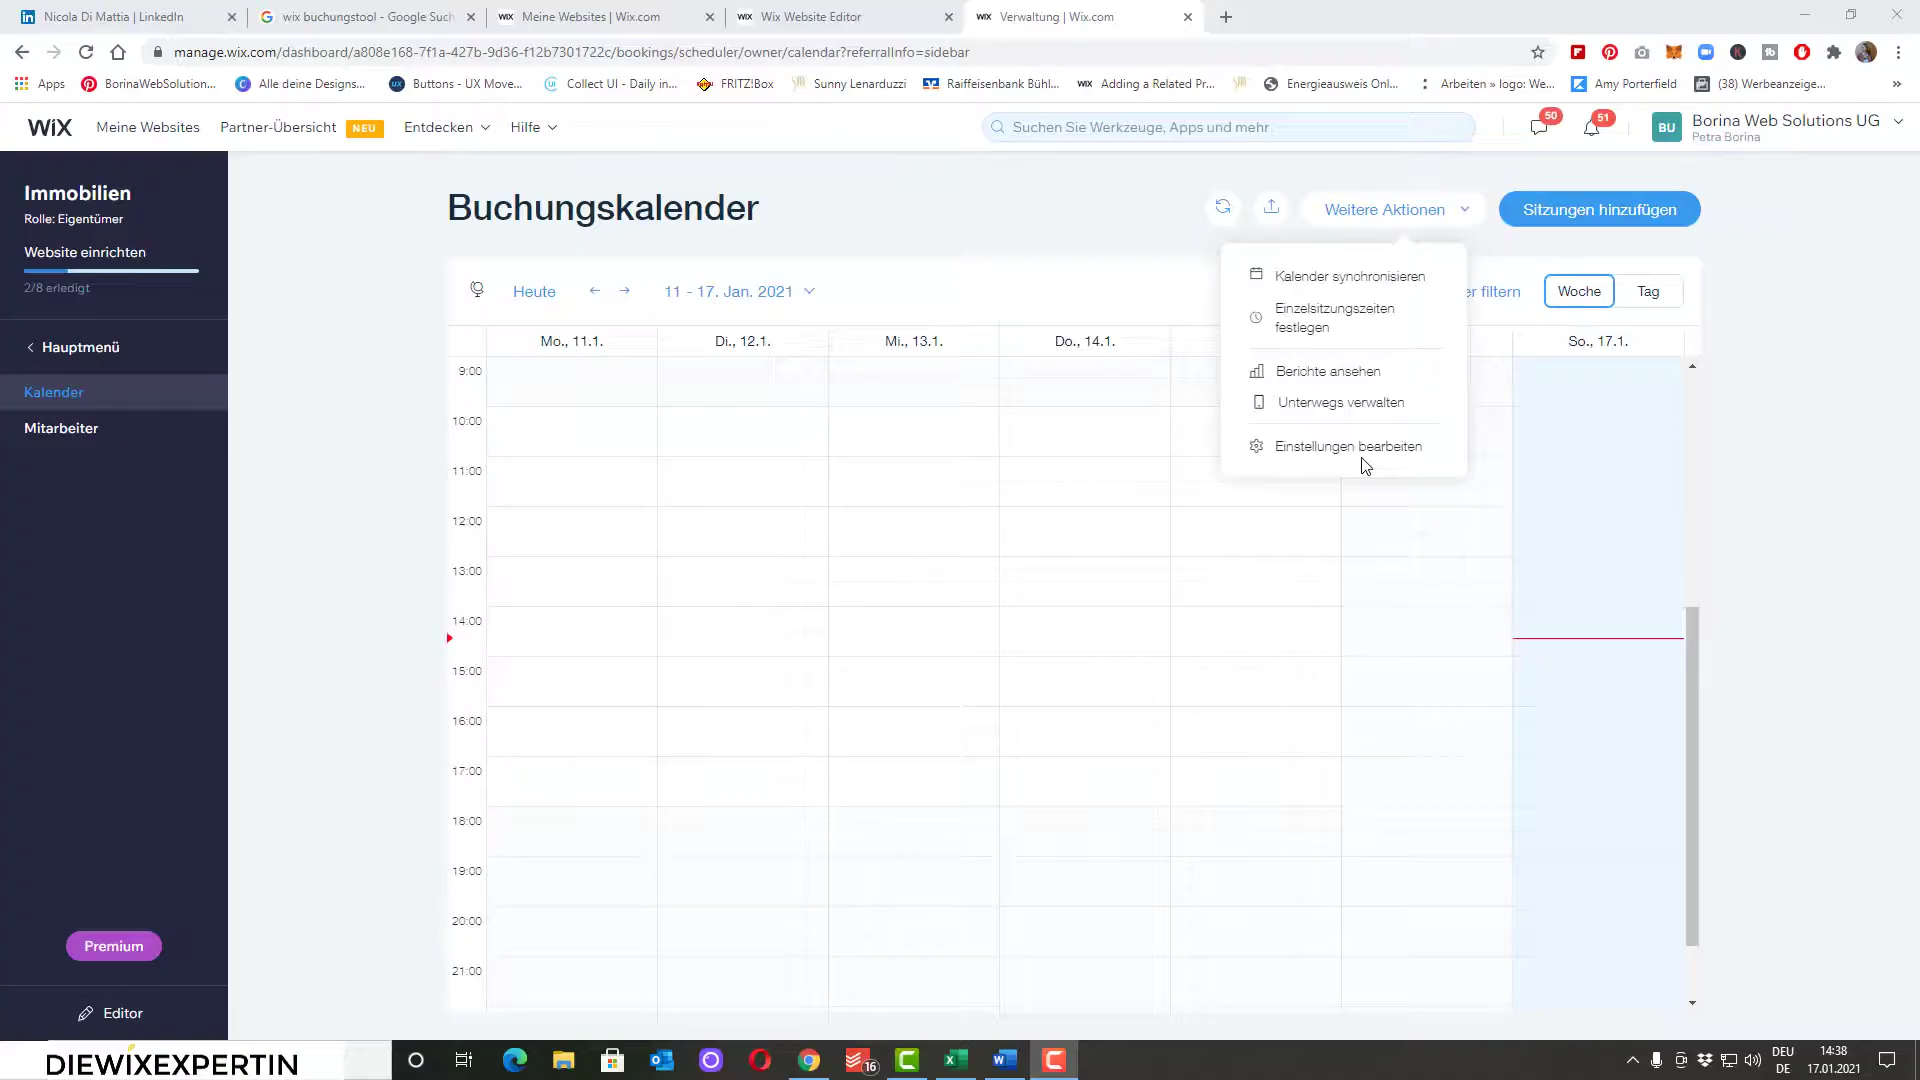 Nicola Di Mattia | LinkedIn
wix buchungstool - Google Such
WIX Meine Websites | Wix.com
WIX Wix Website Editor
WIX Verwaltung | Wix.com
manage.wix.com/dashboard/a808e168-7f1a-427b-9d36-f12b7301722c/bookings/scheduler/owner/calendar?referralInfo=sidebar
Apps
BorinaWebSolution...
Alle deine Designs...
Buttons - UX Move...
Collect UI - Daily in...
FRITZ!Box
Sunny Lenarduzzi
Raiffeisenbank Bühl...
WIX Adding a Related Pr...
Energieausweis Onl...
Arbeiten » logo: We...
Amy Porterfield
(38) Werbeanzeige...
WiX
Meine Websites
Partner-Übersicht NEU
Entdecken
Hilfe
Suchen Sie Werkzeuge, Apps und mehr
50
51
BU
Borina Web Solutions UG
Petra Borina
Immobilien
Rolle: Eigentümer
Website einrichten
2/8 erledigt
Hauptmenü
Kalender
Mitarbeiter
Premium
Editor
Buchungskalender
Weitere Aktionen
Sitzungen hinzufügen
Kalender synchronisieren
Einzelsitzungszeiten
festlegen
Berichte ansehen
Unterwegs verwalten
Einstellungen bearbeiten
Heute
11 - 17. Jan. 2021
er filtern
Woche
Tag
Mo., 11.1.
Di., 12.1.
Mi., 13.1.
Do., 14.1.
So., 17.1.
9:00
10:00
11:00
12:00
13:00
14:00
15:00
16:00
17:00
18:00
19:00
20:00
21:00
DIEWIXEXPERTIN
16
DEU
DE
14:38
17.01.2021